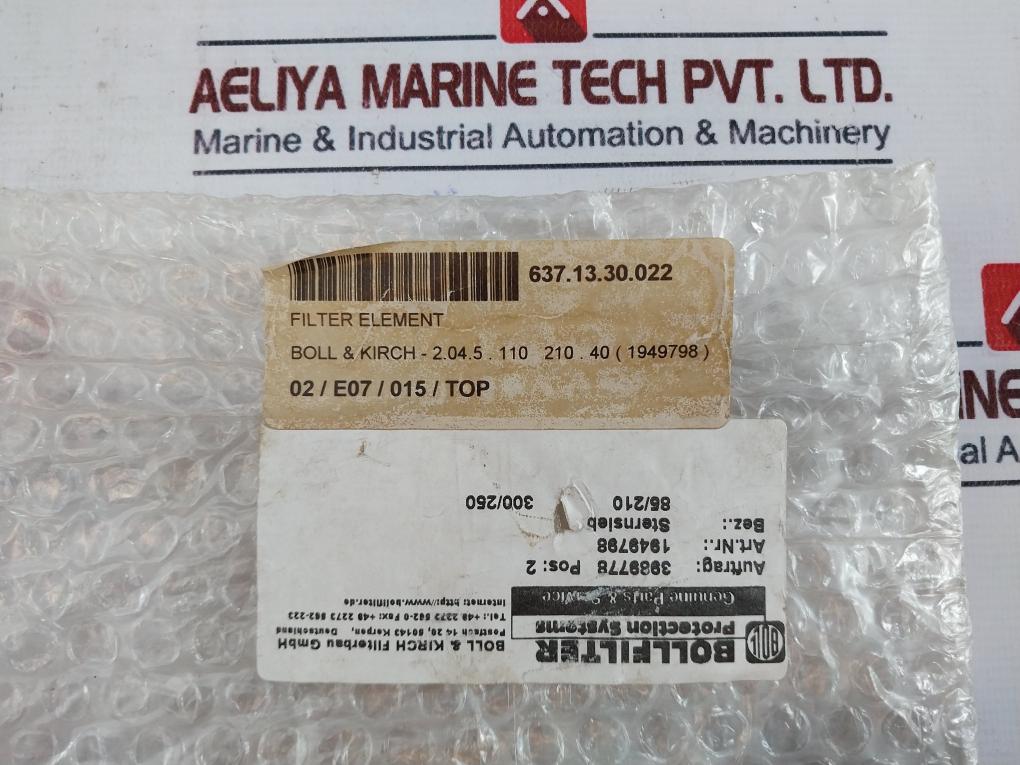 AELIYA MARINE TECH PVT. LTD.
Marine & Industrial Automation & Machinery
637.13.30.022
FILTER ELEMENT
BOLL & KIRCH - 2.04.5 . 110 210 . 40 ( 1949798 )
02 / E07 / 015 / TOP
BOLL
BOLLFILTER
Protection Systems
Genuine Parts & Service
BOLL & KIRCH Filterbau GmbH
Postfach 14 20, 50143 Kerpen, Deutschland
Tel.: +49 2273 562-0 Fax: +49 2273 562-223
Internet: http://www.bollfilter.de
Auftrag: 3989778 Pos: 2
Art.Nr.: 1949798
Bez.: Sternsieb
85/210 300/250
INE
al A